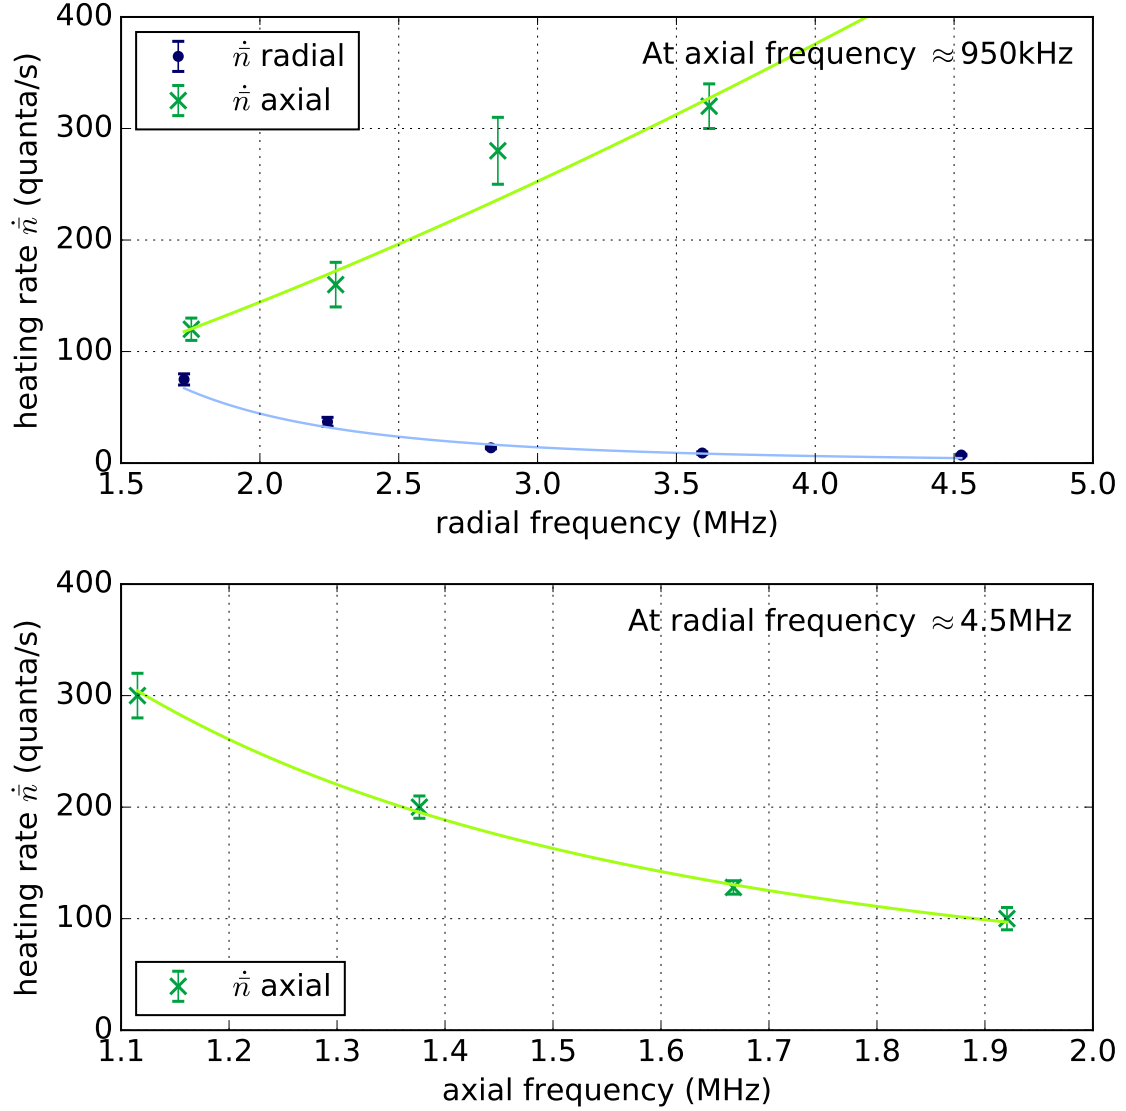 400
300
200
100
0
heating rate n̄̇ (quanta/s)
n̄̇ radial
n̄̇ axial
At axial frequency ≈950kHz
1.5 2.0 2.5 3.0 3.5 4.0 4.5 5.0
radial frequency (MHz)
400
300
200
100
0
heating rate n̄̇ (quanta/s)
At radial frequency ≈4.5MHz
n̄̇ axial
1.1 1.2 1.3 1.4 1.5 1.6 1.7 1.8 1.9 2.0
axial frequency (MHz)